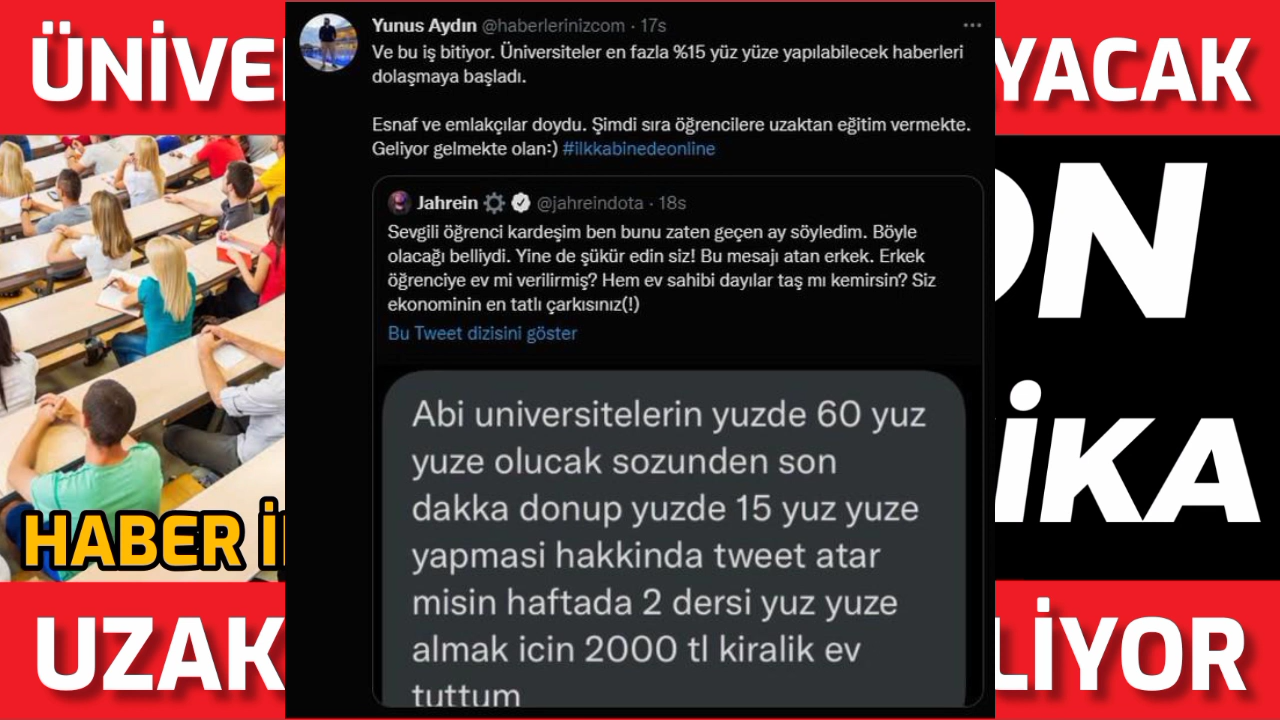 ÜNİVE
YACAK
Yunus Aydın @haberlerinizcom · 17s
Ve bu iş bitiyor. Üniversiteler en fazla %15 yüz yüze yapılabilecek haberleri
dolaşmaya başladı.
Esnaf ve emlakçılar doydu. Şimdi sıra öğrencilere uzaktan eğitim vermekte.
Geliyor gelmekte olan:) #ilkkabinedeonline
Jahrein @jahreindota · 18s
Sevgili öğrenci kardeşim ben bunu zaten geçen ay söyledim. Böyle
olacağı belliydi. Yine de şükür edin siz! Bu mesajı atan erkek. Erkek
öğrenciye ev mi verilirmiş? Hem ev sahibi dayılar taş mı kemirsin? Siz
ekonominin en tatlı çarkısınız(!)
Bu Tweet dizisini göster
Abi universitelerin yuzde 60 yuz
yuze olucak sozunden son
dakka donup yuzde 15 yuz yuze
yapmasi hakkinda tweet atar
misin haftada 2 dersi yuz yuze
almak icin 2000 tl kiralik ev
tuttum
ON
İKA
HABER İ
UZAK
LİYOR